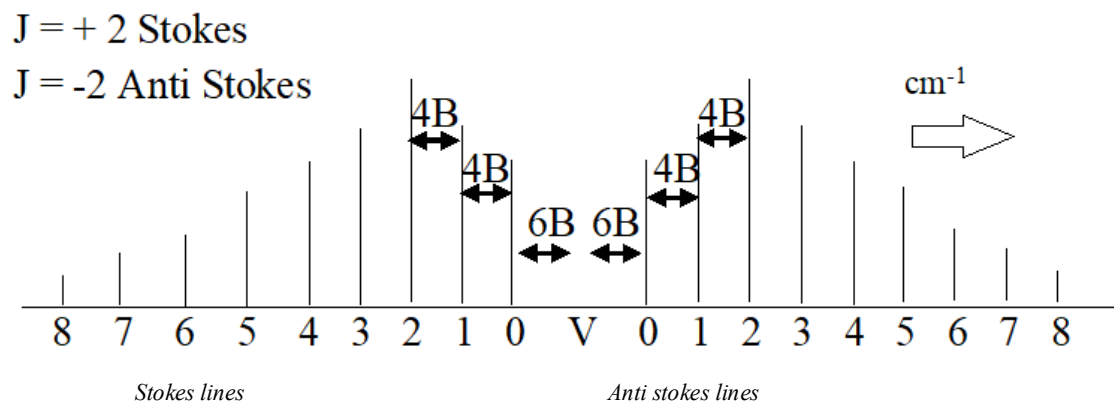 J = + 2 Stokes
J = -2 Anti Stokes
cm-1
4B 4B
4B 4B
6B 6B
8 7 6 5 4 3 2 1 0 V 0 1 2 3 4 5 6 7 8
Stokes lines Anti stokes lines